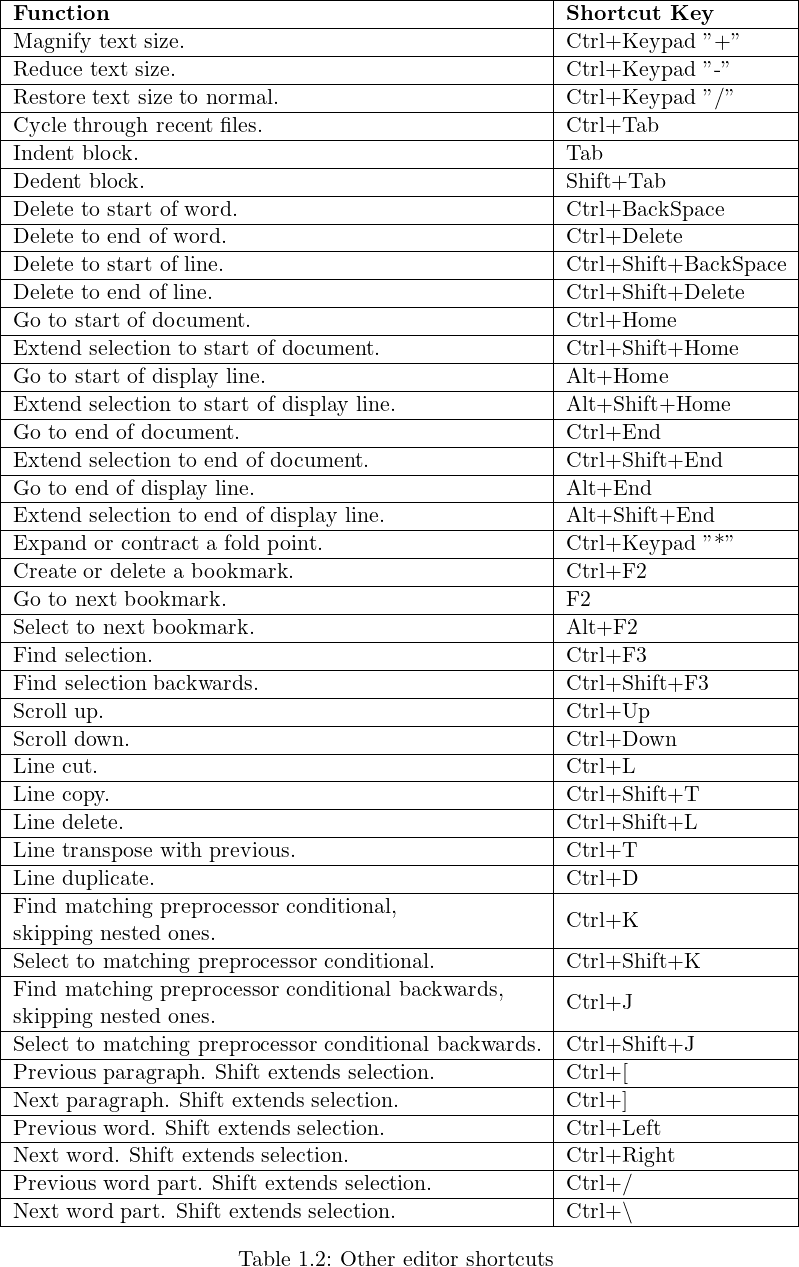 Function Shortcut Key
Magnify text size. Ctrl+Keypad ”+”
Reduce text size. Ctrl+Keypad ”-”
Restore text size to normal. Ctrl+Keypad ”/”
Cycle through recent files. Ctrl+Tab
Indent block. Tab
Dedent block. Shift+Tab
Delete to start of word. Ctrl+BackSpace
Delete to end of word. Ctrl+Delete
Delete to start of line. Ctrl+Shift+BackSpace
Delete to end of line. Ctrl+Shift+Delete
Go to start of document. Ctrl+Home
Extend selection to start of document. Ctrl+Shift+Home
Go to start of display line. Alt+Home
Extend selection to start of display line. Alt+Shift+Home
Go to end of document. Ctrl+End
Extend selection to end of document. Ctrl+Shift+End
Go to end of display line. Alt+End
Extend selection to end of display line. Alt+Shift+End
Expand or contract a fold point. Ctrl+Keypad ”*”
Create or delete a bookmark. Ctrl+F2
Go to next bookmark. F2
Select to next bookmark. Alt+F2
Find selection. Ctrl+F3
Find selection backwards. Ctrl+Shift+F3
Scroll up. Ctrl+Up
Scroll down. Ctrl+Down
Line cut. Ctrl+L
Line copy. Ctrl+Shift+T
Line delete. Ctrl+Shift+L
Line transpose with previous. Ctrl+T
Line duplicate. Ctrl+D
Find matching preprocessor conditional,
skipping nested ones. Ctrl+K
Select to matching preprocessor conditional. Ctrl+Shift+K
Find matching preprocessor conditional backwards,
skipping nested ones. Ctrl+J
Select to matching preprocessor conditional backwards. Ctrl+Shift+J
Previous paragraph. Shift extends selection. Ctrl+[
Next paragraph. Shift extends selection. Ctrl+]
Previous word. Shift extends selection. Ctrl+Left
Next word. Shift extends selection. Ctrl+Right
Previous word part. Shift extends selection. Ctrl+/
Next word part. Shift extends selection. Ctrl+\
Table 1.2: Other editor shortcuts